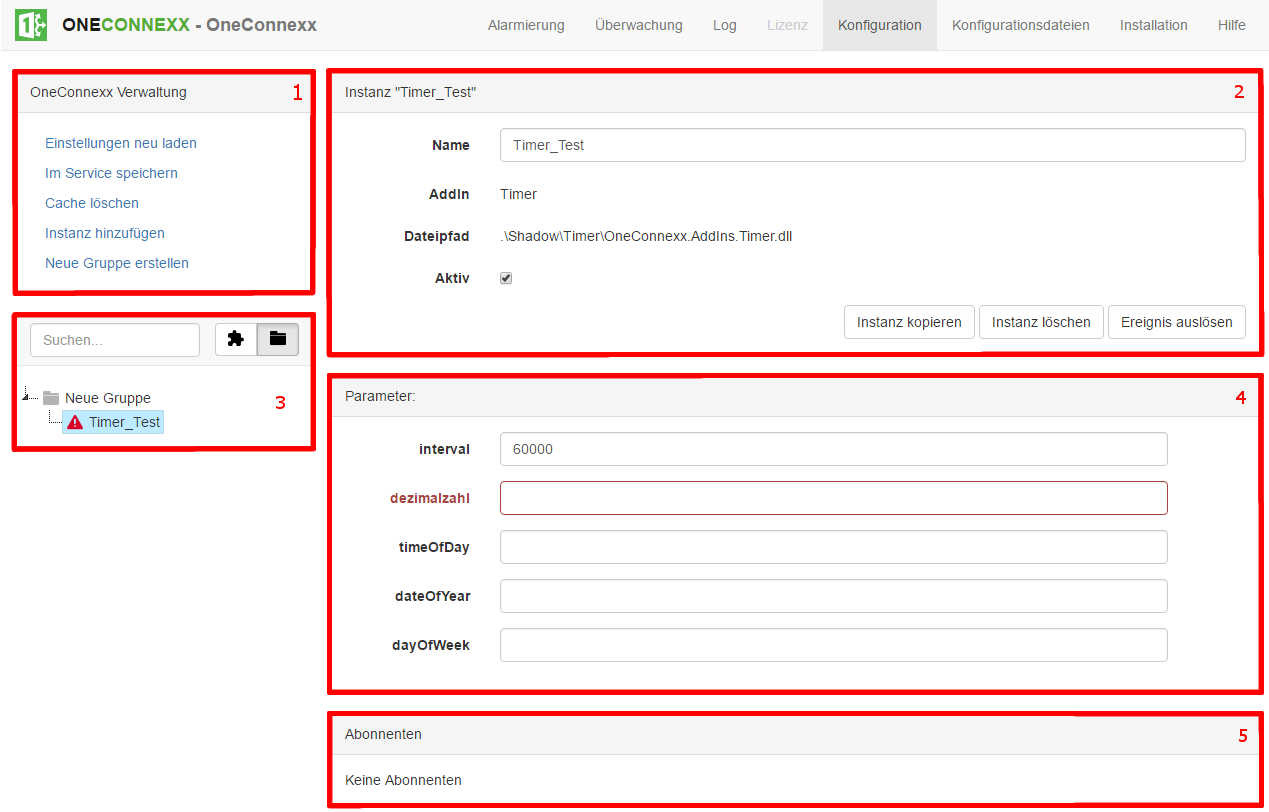 ONECONNEXX - OneConnexx Alarmierung Überwachung Log Lizenz Konfiguration Konfigurationsdateien Installation Hilfe
OneConnexx Verwaltung 1
Einstellungen neu laden
Im Service speichern
Cache löschen
Instanz hinzufügen
Neue Gruppe erstellen
Suchen...
Neue Gruppe
3
Timer_Test
Instanz "Timer_Test" 2
Name Timer_Test
AddIn Timer
Dateipfad .\Shadow\Timer\OneConnexx.AddIns.Timer.dll
Aktiv
Instanz kopieren Instanz löschen Ereignis auslösen
Parameter: 4
interval 60000
dezimalzahl
timeOfDay
dateOfYear
dayOfWeek
Abonnenten 5
Keine Abonnenten